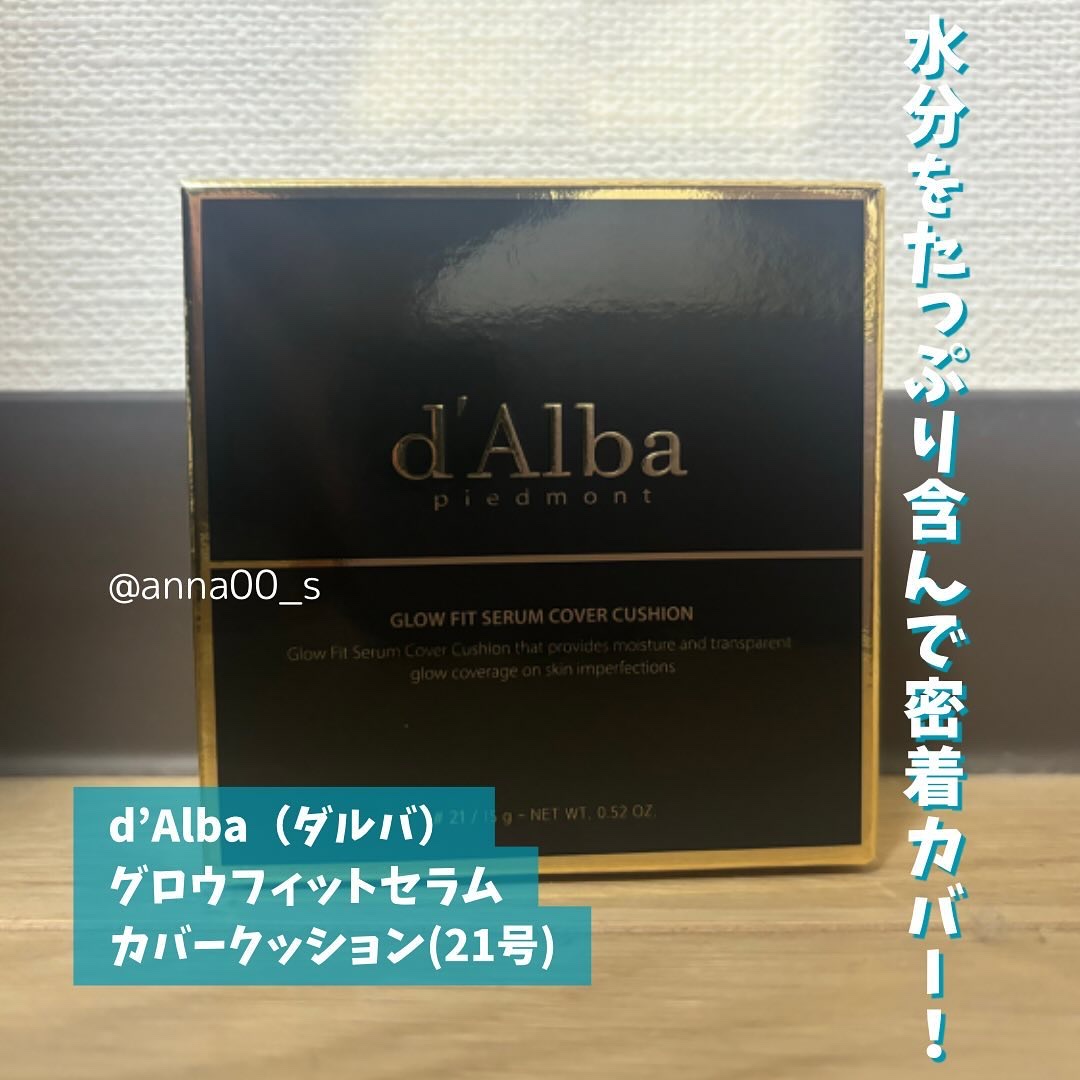 水分をたっぷり含んで密着カバー！
d'Alba
piedmont
@anna00_s
GLOW FIT SERUM COVER CUSHION
Glow Fit Serum Cover Cushion that provides moisture and transparent
glow coverage on skin imperfections
# 21 / 15 g – NET WT. 0.52 OZ.
d’Alba（ダルバ）
グロウフィットセラム
カバークッション(21号)